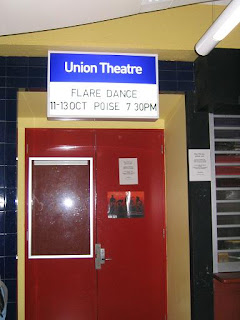 Union Theatre
FLARE DANCE
11-13 OCT POISE 7 30PM